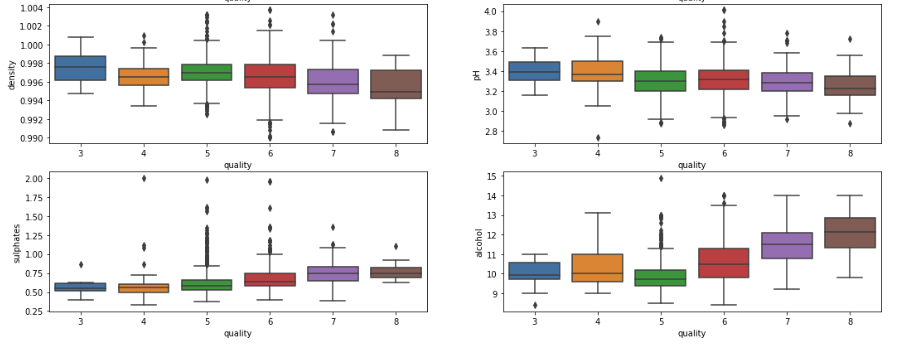 quality
quality
density
1.004
1.002
1.000
0.998
0.996
0.994
0.992
0.990
3 4 5 6 7 8
quality
pH
4.0
3.8
3.6
3.4
3.2
3.0
2.8
3 4 5 6 7 8
quality
sulphates
2.00
1.75
1.50
1.25
1.00
0.75
0.50
0.25
3 4 5 6 7 8
quality
alcohol
15
14
13
12
11
10
9
3 4 5 6 7 8
quality